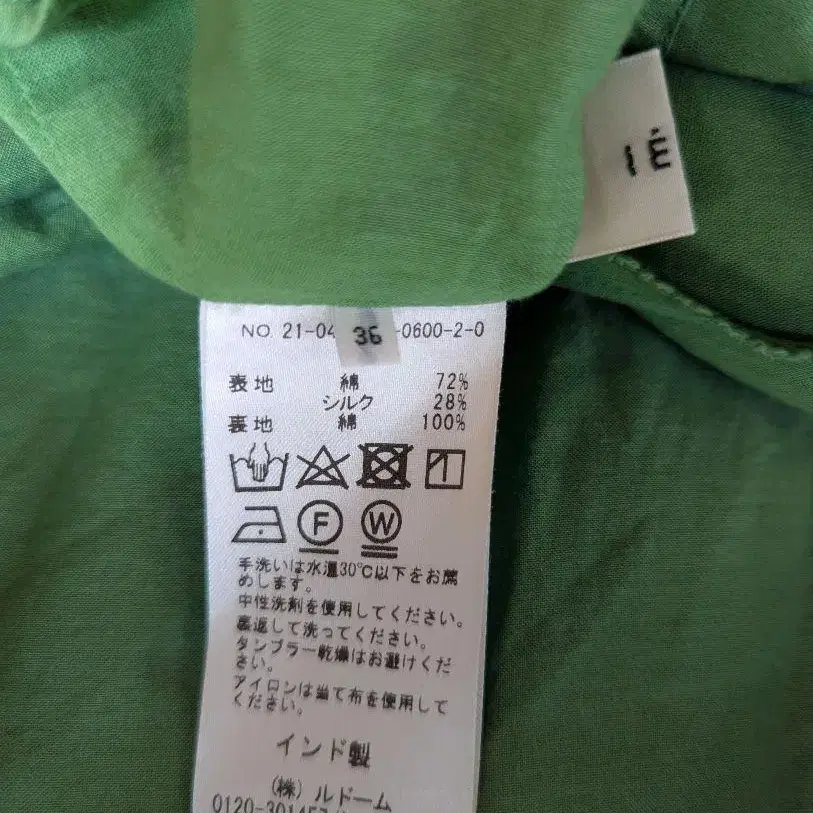 IÉ
NO. 21-04 36 -0600-2-0
表地 綿 72%
シルク 28%
裏地 綿 100%
1
F W
手洗いは水温30℃以下をお薦
めします。
中性洗剤を使用してください。
裏返して洗ってください。
タンブラー乾燥はお避けくだ
さい。
アイロンは当て布を使用して
ください。
インド製
(株) ルドーム